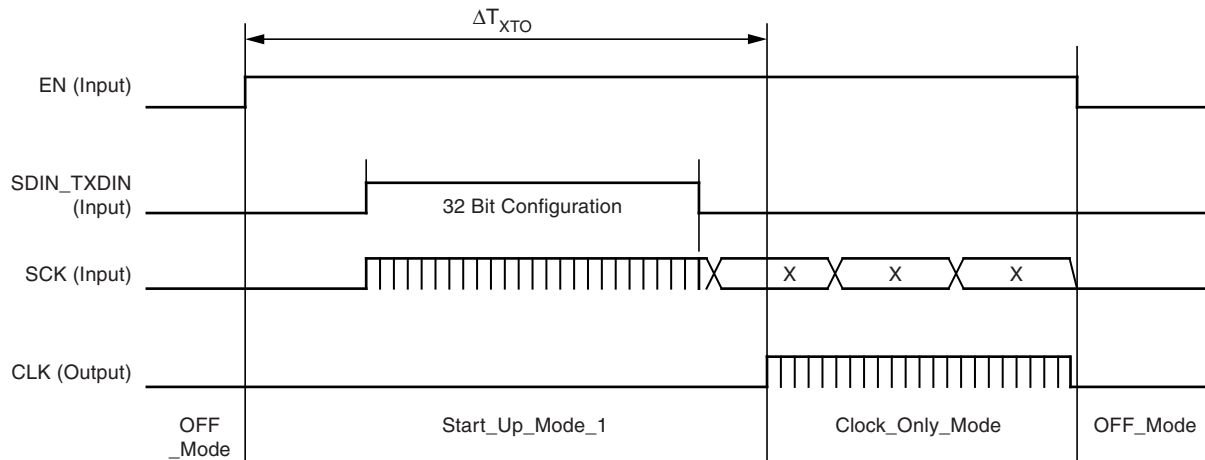 ΔT_XTO
EN (Input)
SDIN_TXDIN
(Input)
32 Bit Configuration
SCK (Input)
X X X
CLK (Output)
OFF
_Mode
Start_Up_Mode_1
Clock_Only_Mode
OFF_Mode